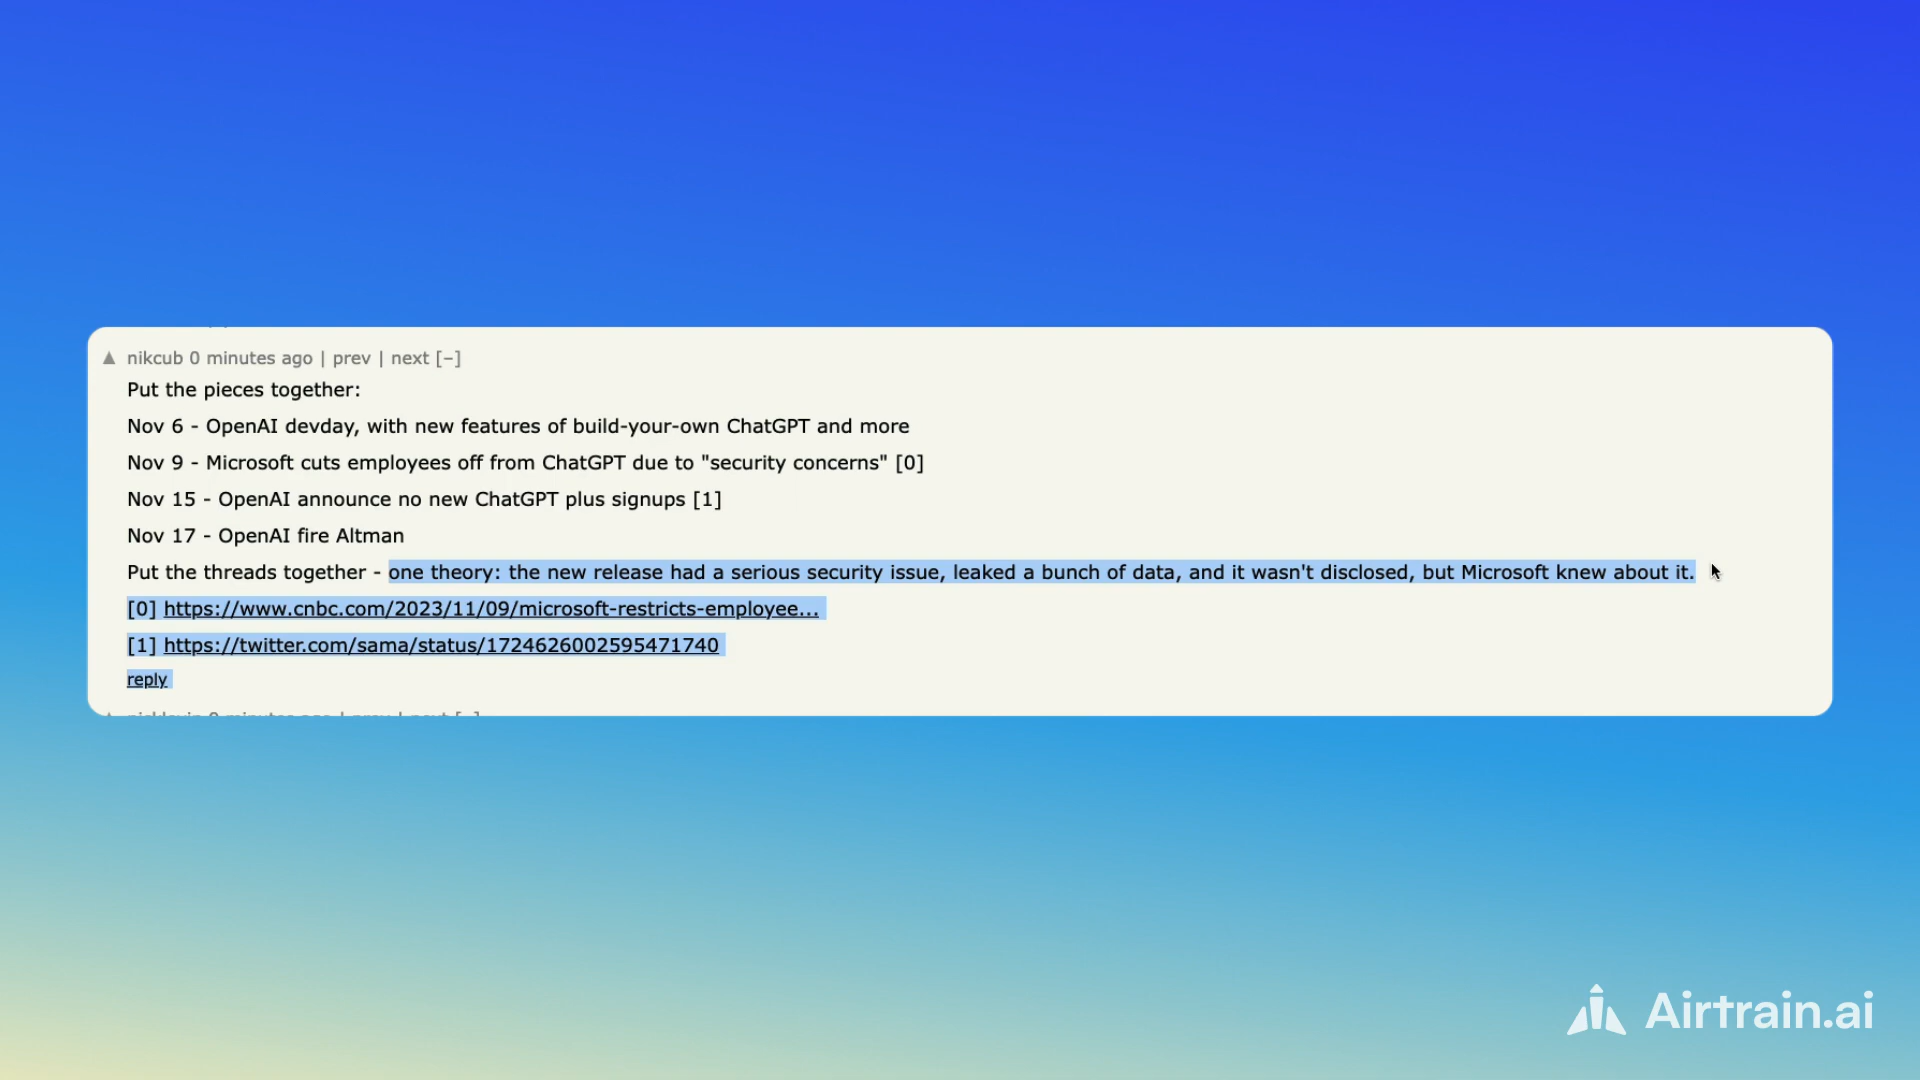 ▲ nikcub 0 minutes ago | prev | next [–]
Put the pieces together:
Nov 6 - OpenAI devday, with new features of build-your-own ChatGPT and more
Nov 9 - Microsoft cuts employees off from ChatGPT due to "security concerns" [0]
Nov 15 - OpenAI announce no new ChatGPT plus signups [1]
Nov 17 - OpenAI fire Altman
Put the threads together - one theory: the new release had a serious security issue, leaked a bunch of data, and it wasn't disclosed, but Microsoft knew about it.
[0] https://www.cnbc.com/2023/11/09/microsoft-restricts-employee...
[1] https://twitter.com/sama/status/1724626002595471740
reply
Airtrain.ai